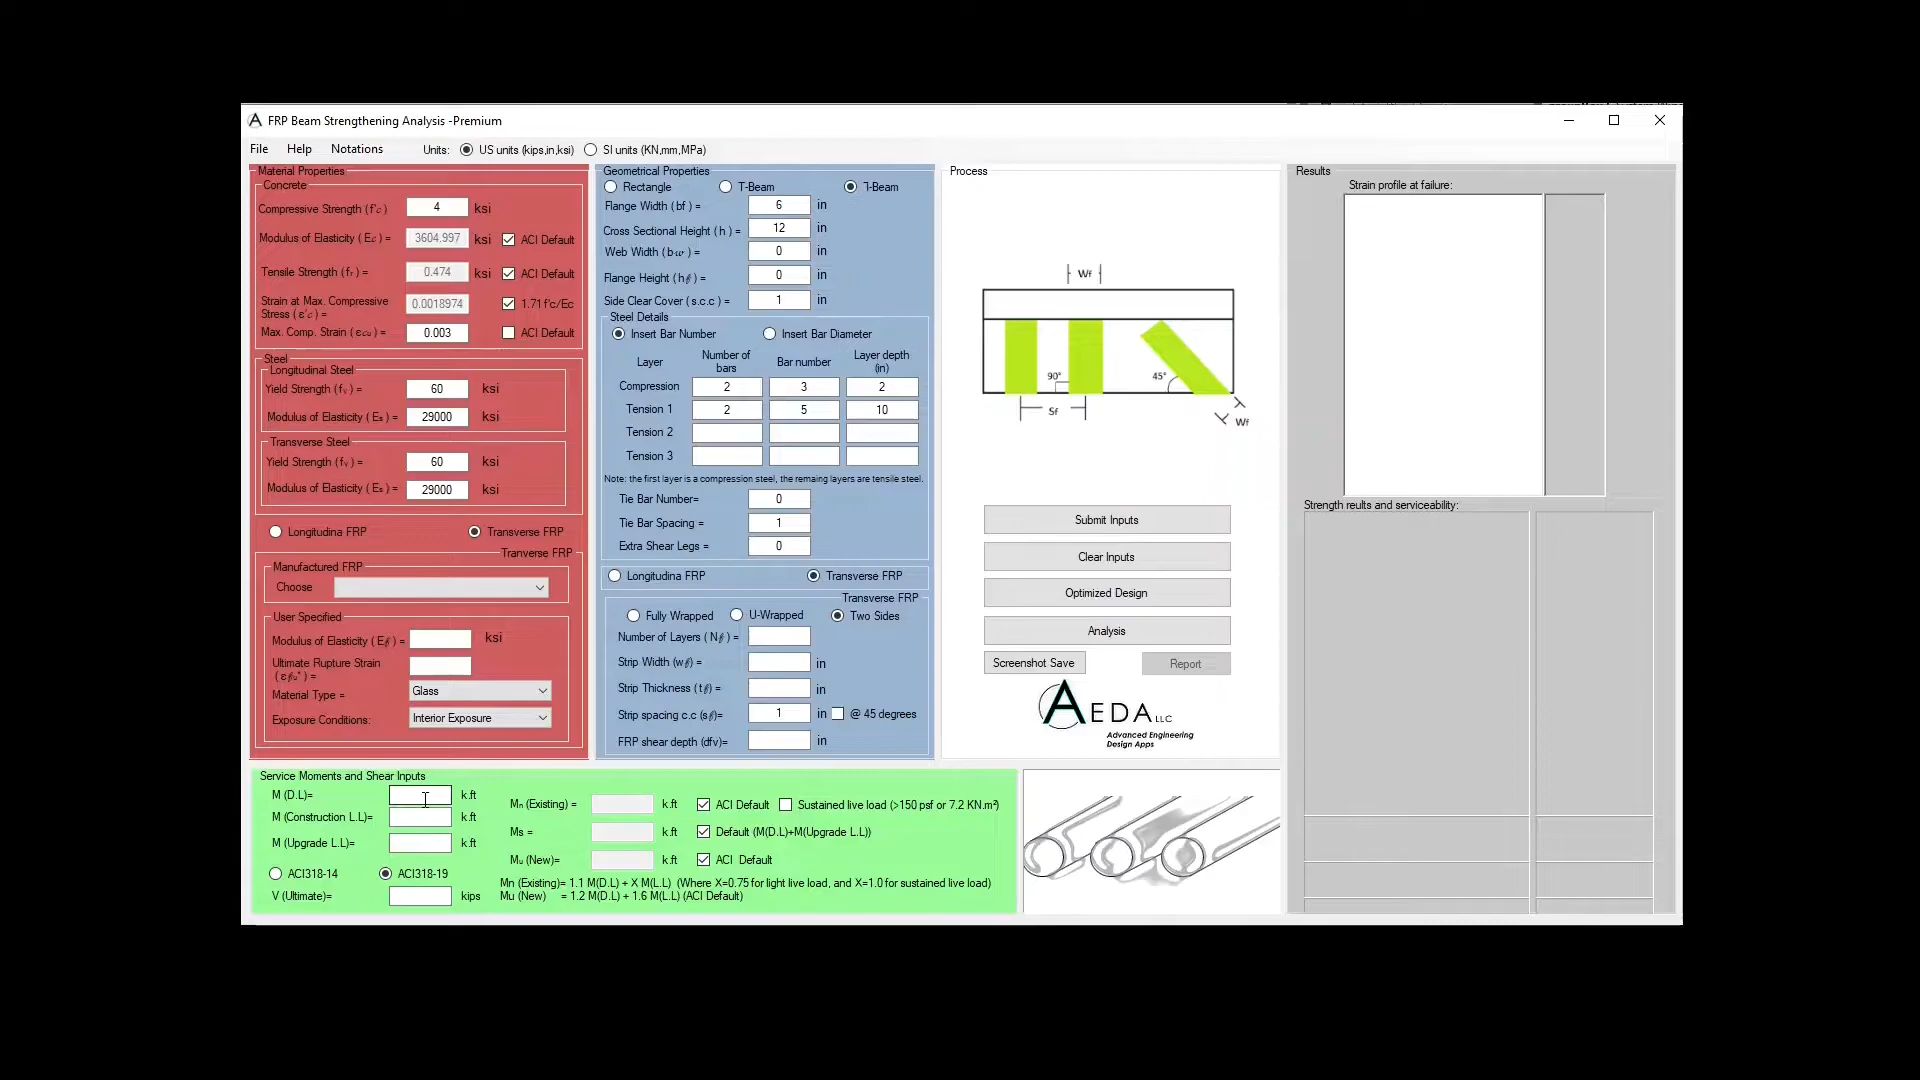 FRP Beam Strengthening Analysis -Premium
File Help Notations Units: US units (kips,in,ksi) SI units (KN,mm,MPa)
Material Properties
Concrete
Compressive Strength (f'c) 4 ksi
Modulus of Elasticity ( Ec) = 3604.997 ksi ACI Default
Tensile Strength ( fr ) = 0.474 ksi ACI Default
Strain at Max. Compressive
Stress ( ε'c ) = 0.0018974 1.71f'c/Ec
Max. Comp. Strain (εcu) = 0.003 ACI Default
Steel
Longitudinal Steel
Yield Strength ( fy ) = 60 ksi
Modulus of Elasticity ( Es ) = 29000 ksi
Transverse Steel
Yield Strength ( fy ) = 60 ksi
Modulus of Elasticity ( Es ) = 29000 ksi
Longitudina FRP Transverse FRP
Tranverse FRP
Manufactured FRP
Choose
User Specified
Modulus of Elasticity ( Ef ) = ksi
Ultimate Rupture Strain
( εfu* ) =
Material Type = Glass
Exposure Conditions: Interior Exposure
Geometrical Properties
Rectangle T-Beam ꓶ-Beam
Flange Width ( bf ) = 6 in
Cross Sectional Height ( h ) = 12 in
Web Width ( bw ) = 0 in
Flange Height ( hf ) = 0 in
Side Clear Cover ( s.c.c ) = 1 in
Steel Details
Insert Bar Number Insert Bar Diameter
Layer Number of bars Bar number Layer depth (in)
Compression 2 3 2
Tension 1 2 5 10
Tension 2
Tension 3
Note: the first layer is a compression steel, the remaing layers are tensile steel.
Tie Bar Number= 0
Tie Bar Spacing = 1
Extra Shear Legs = 0
Longitudina FRP Transverse FRP
Transverse FRP
Fully Wrapped U-Wrapped Two Sides
Number of Layers ( Nf ) =
Strip Width (wf) = in
Strip Thickness ( tf ) = in
Strip spacing c.c (sf)= 1 in @ 45 degrees
FRP shear depth (dfv)= in
Process
Wf
90° 45°
Sf
Wf
Submit Inputs
Clear Inputs
Optimized Design
Analysis
Screenshot Save Report
AEDA LLC
Advanced Engineering
Design Apps
Results
Strain profile at failure:
Strength reults and serviceability:
Service Moments and Shear Inputs
M (D.L)= k.ft
M (Construction L.L)= k.ft
M (Upgrade L.L)= k.ft
ACI318-14 ACI318-19
V (Ultimate)= kips
Mn (Existing) = k.ft ACI Default Sustained live load (>150 psf or 7.2 KN.m²)
Ms = k.ft Default (M(D.L)+M(Upgrade L.L))
Mu (New)= k.ft ACI Default
Mn (Existing)= 1.1 M(D.L) + X M(L.L) (Where X=0.75 for light live load, and X=1.0 for sustained live load)
Mu (New) = 1.2 M(D.L) + 1.6 M(L.L) (ACI Default)